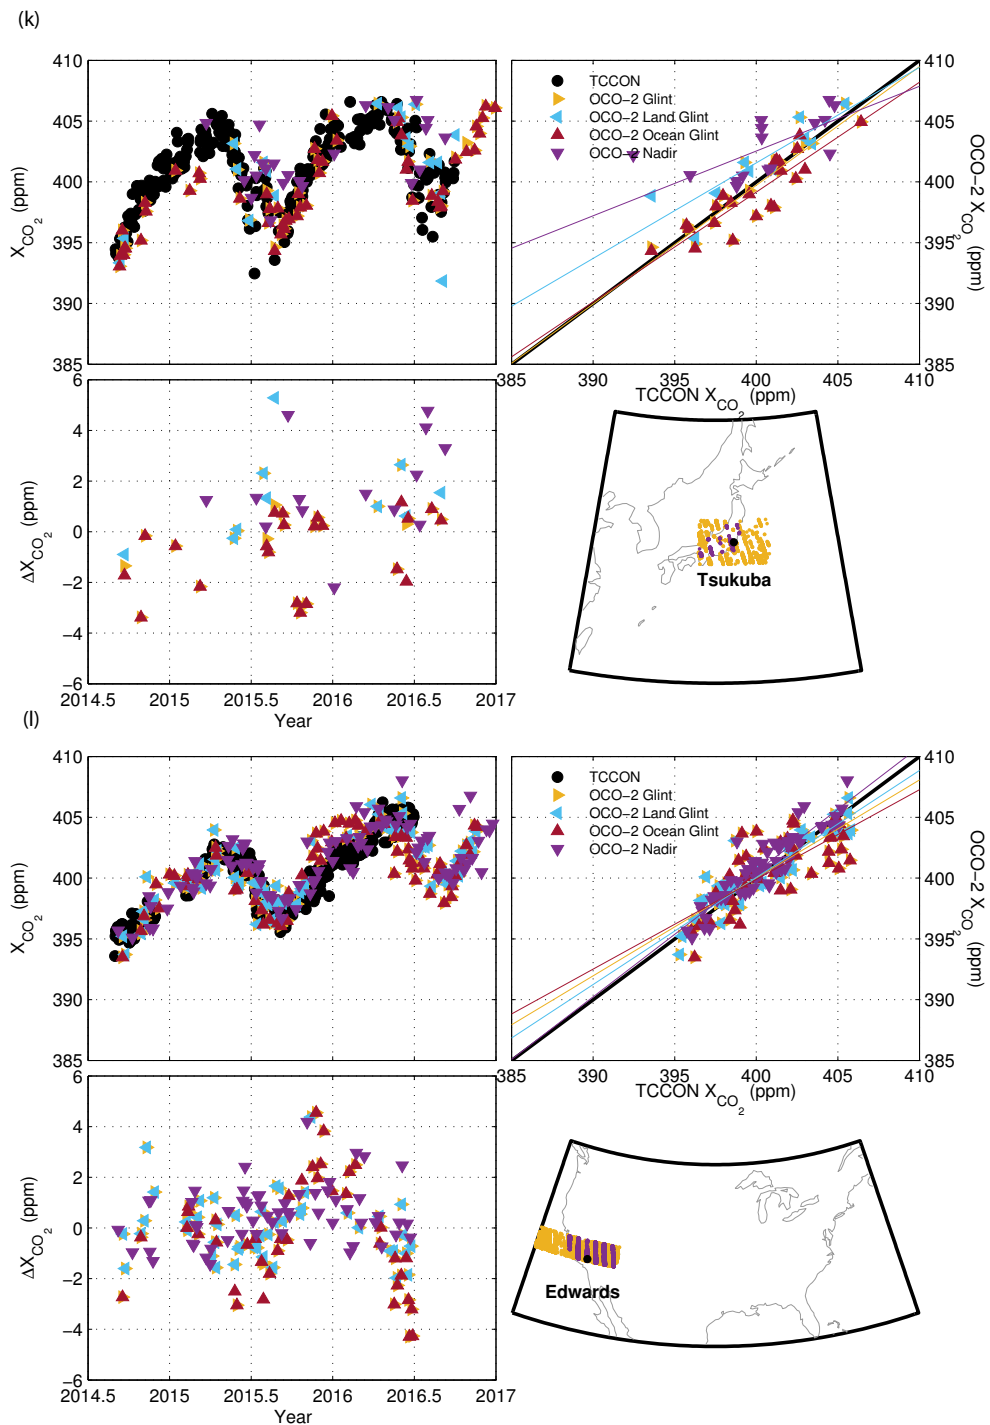 (k)
410
405
400
395
390
385
X_CO2 (ppm)
TCCON
OCO-2 Glint
OCO-2 Land Glint
OCO-2 Ocean Glint
OCO-2 Nadir
410
405
400
395
390
385
OCO-2 X_CO2 (ppm)
385 390 395 400 405 410
TCCON X_CO2 (ppm)
6
4
2
0
−2
−4
−6
ΔX_CO2 (ppm)
2014.5 2015 2015.5 2016 2016.5 2017
Year
Tsukuba
(l)
410
405
400
395
390
385
X_CO2 (ppm)
TCCON
OCO-2 Glint
OCO-2 Land Glint
OCO-2 Ocean Glint
OCO-2 Nadir
410
405
400
395
390
385
OCO-2 X_CO2 (ppm)
385 390 395 400 405 410
TCCON X_CO2 (ppm)
6
4
2
0
−2
−4
−6
ΔX_CO2 (ppm)
2014.5 2015 2015.5 2016 2016.5 2017
Year
Edwards